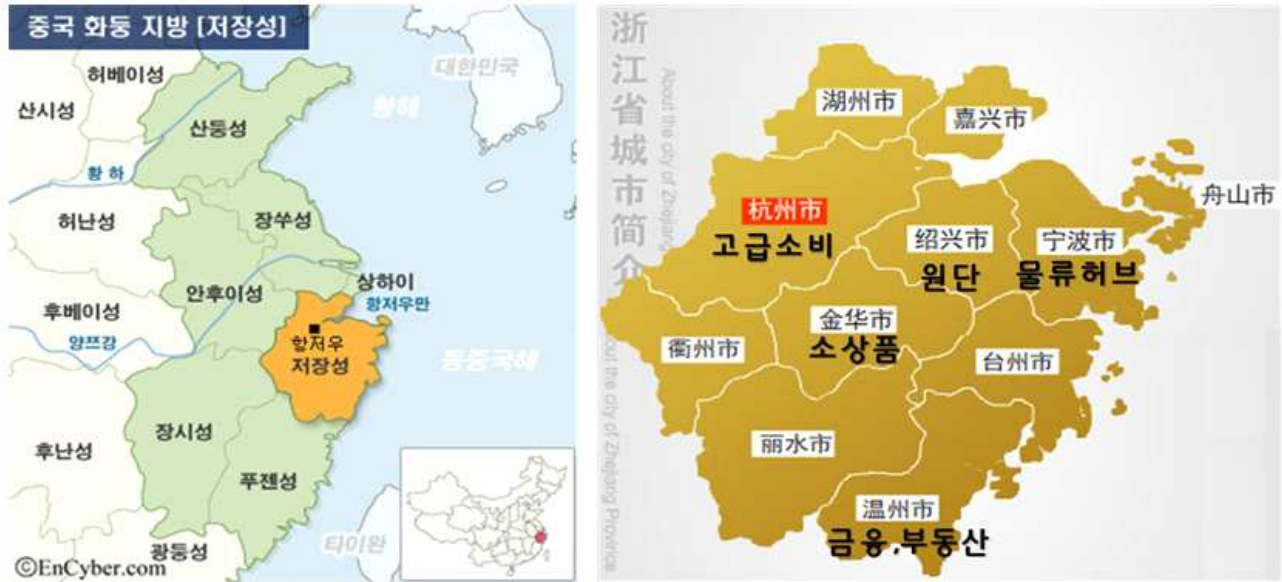 중국 화둥 지방 [저장성]
허베이성
대한민국
산시성
황해
산둥성
황 하
허난성
장쑤성
안후이성
상하이
항저우만
후베이성
양쯔강
항저우
저장성
동중국해
장시성
후난성
푸젠성
광둥성
타이완
©EnCyber.com
浙江省城市简介
About the city of Zhejiang
About the city of Zhejiang Province
湖州市
嘉兴市
舟山市
杭州市
고급소비
绍兴市
원단
宁波市
물류허브
金华市
소상품
衢州市
台州市
丽水市
温州市
금융,부동산